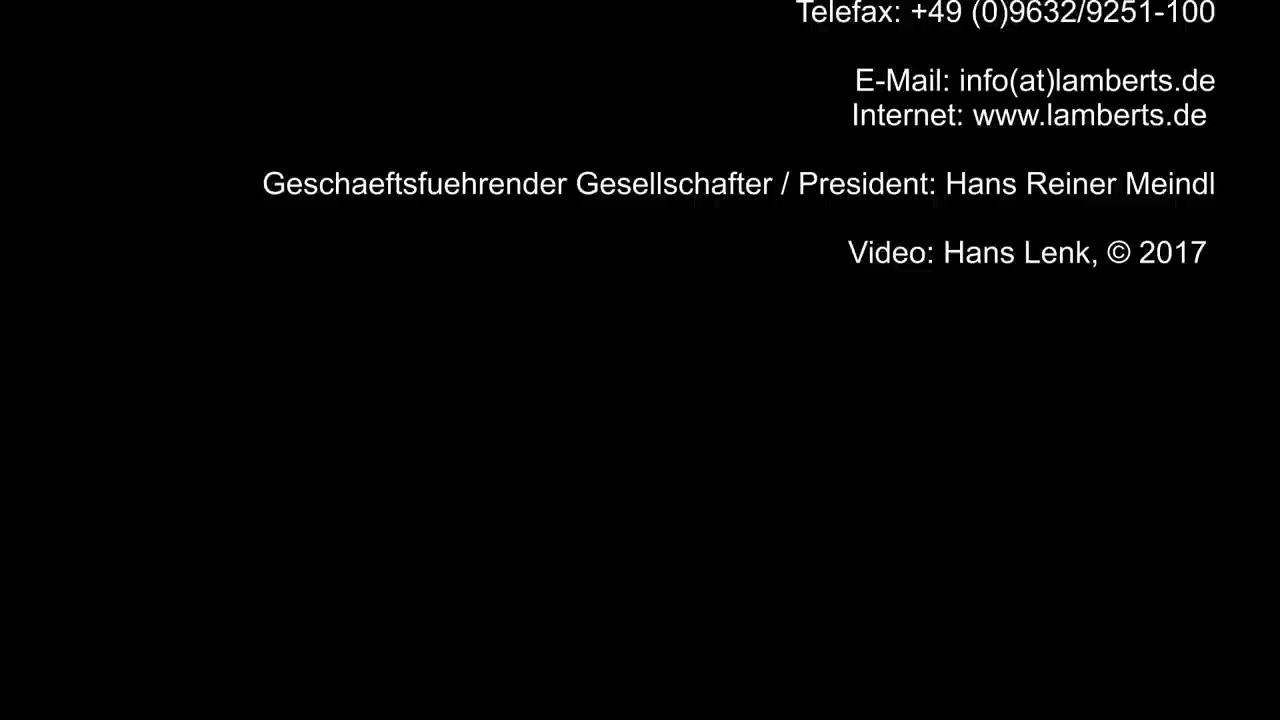 Telefax: +49 (0)9632/9251-100
E-Mail: info(at)lamberts.de
Internet: www.lamberts.de
Geschaeftsfuehrender Gesellschafter / President: Hans Reiner Meindl
Video: Hans Lenk, © 2017